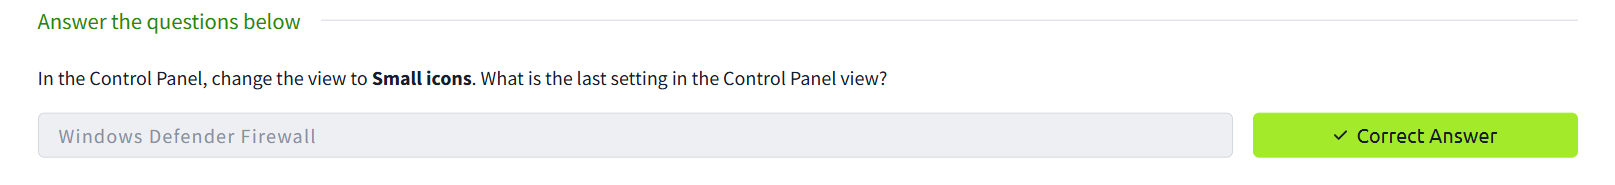 Answer the questions below
In the Control Panel, change the view to Small icons. What is the last setting in the Control Panel view?
Windows Defender Firewall
✓ Correct Answer